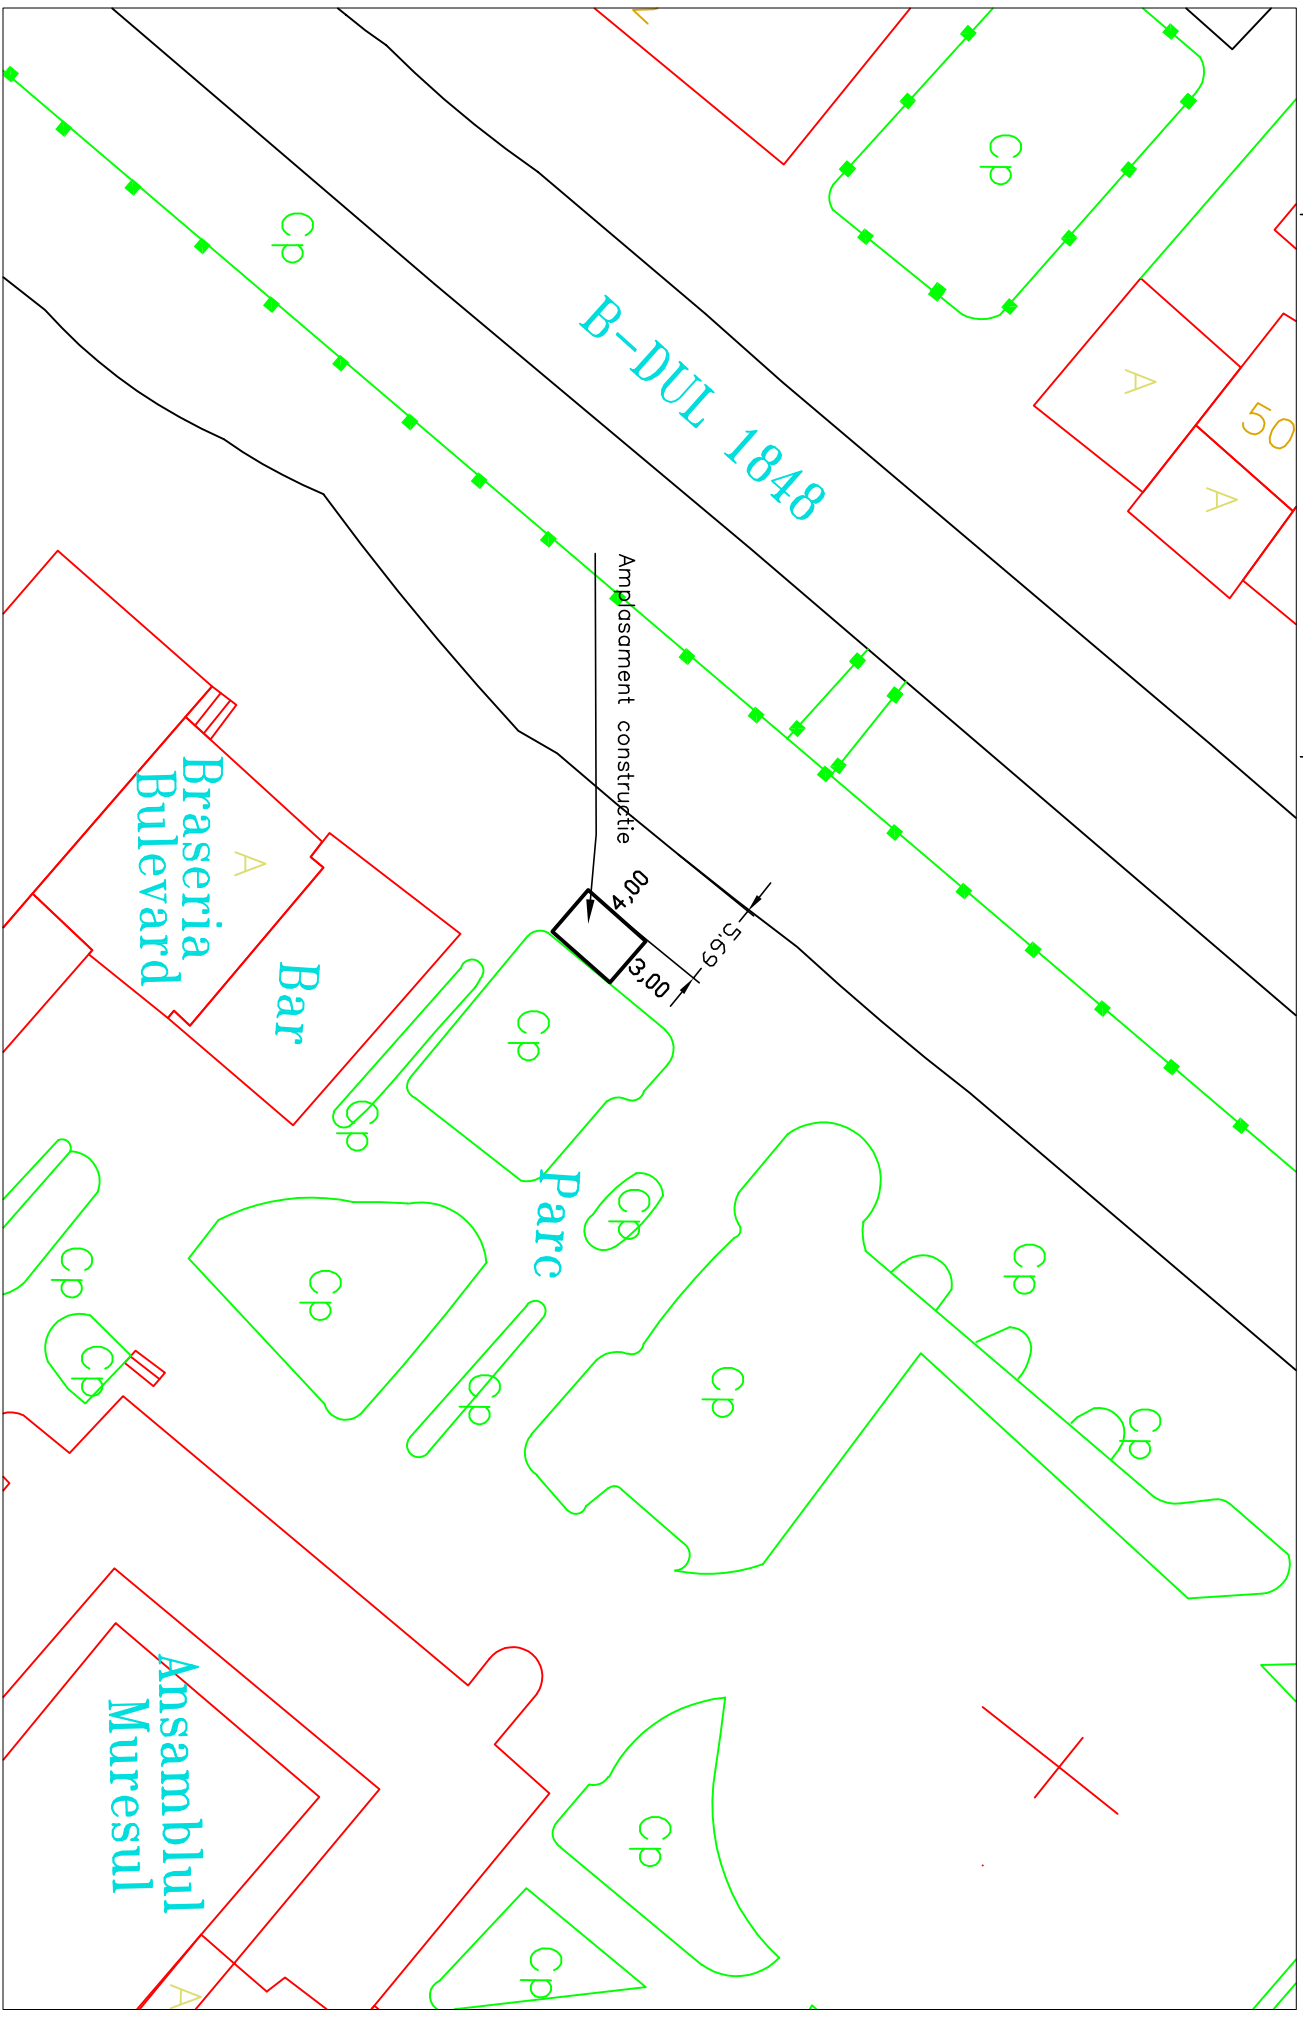 Cp
Cp
B-DUL 1848
A
50
A
Amplasament constructie
4,00
5.69
3,00
Braseria
Bulevard
A
Bar
Cp
Cp
Parc
Cp
Cp
Cp
Cp
Cp
Cp
Cp
Cp
Cp
Ansamblul
Muresul
Cp
Cp
A